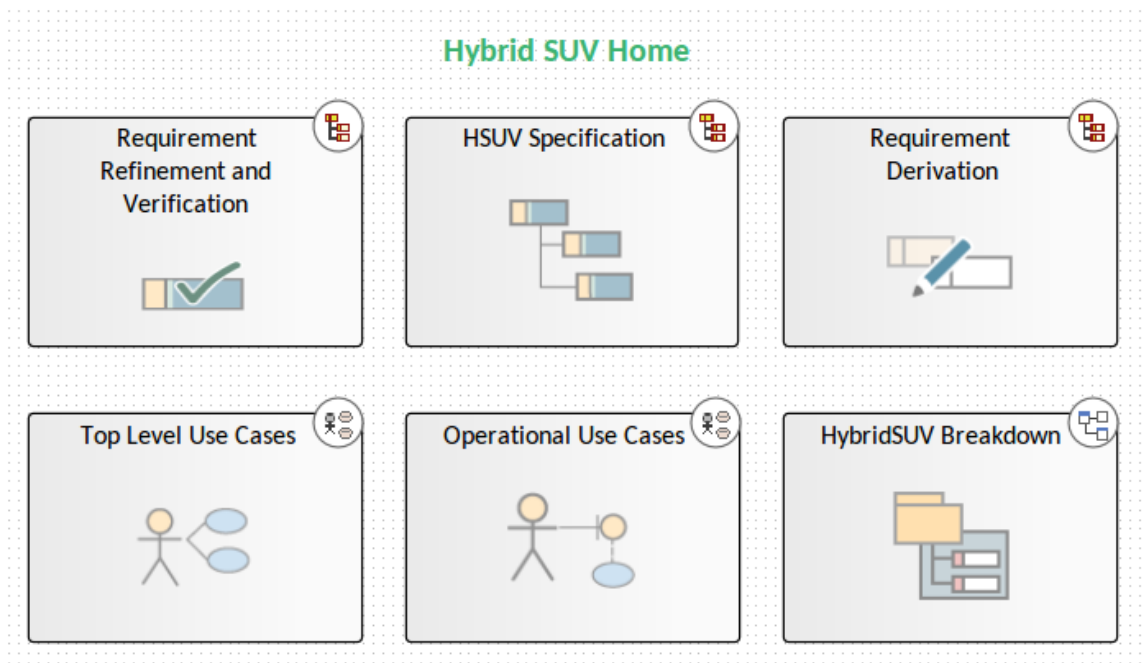 Hybrid SUV Home
Requirement
Refinement and
Verification
HSUV Specification
Requirement
Derivation
Top Level Use Cases
Operational Use Cases
HybridSUV Breakdown